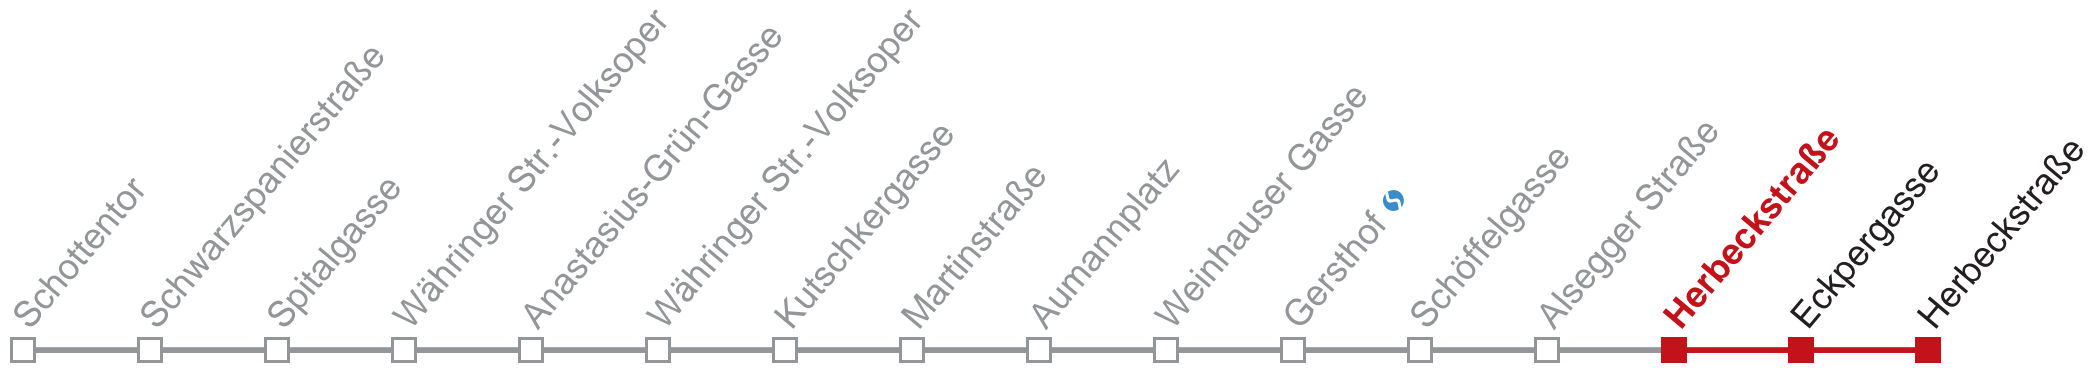 Schottentor
Schwarzspanierstraße
Spitalgasse
Währinger Str.-Volksoper
Anastasius-Grün-Gasse
Währinger Str.-Volksoper
Kutschkergasse
Martinstraße
Aumannplatz
Weinhauser Gasse
Gersthof
Schöffelgasse
Alsegger Straße
Herbeckstraße
Eckpergasse
Herbeckstraße